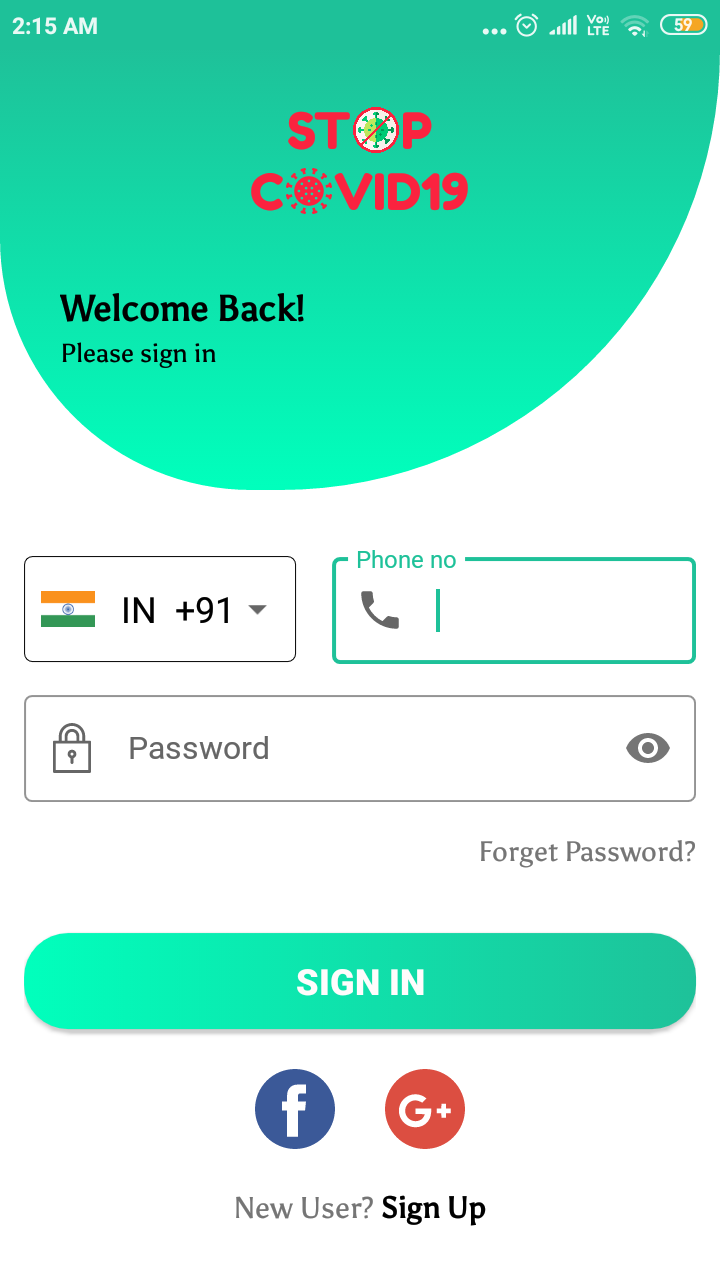 2:15 AM
Vo)) LTE
59
STOP
COVID19
Welcome Back!
Please sign in
Phone no
IN +91
Password
Forget Password?
SIGN IN
f
G+
New User? Sign Up